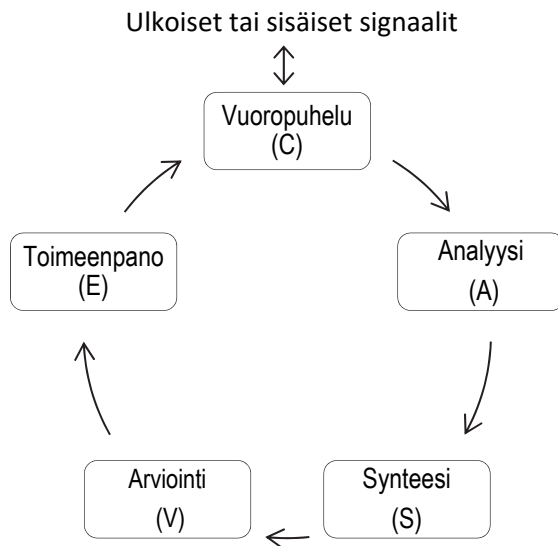 Ulkoiset tai sisäiset signaalit
Vuoropuhelu
(C)
Toimeenpano
(E)
Analyysi
(A)
Arviointi
(V)
Synteesi
(S)